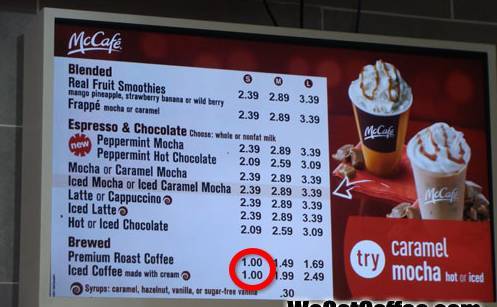 McCafé
Blended S M L
Real Fruit Smoothies 2.39 2.89 3.39
mango pineapple, strawberry banana or wild berry
Frappé mocha or caramel 2.39 2.89 3.39
Espresso & Chocolate Choose: whole or nonfat milk
new Peppermint Mocha 2.39 2.89 3.39
Peppermint Hot Chocolate 2.09 2.59 3.09
Mocha or Caramel Mocha 2.39 2.89 3.39
Iced Mocha or Iced Caramel Mocha 2.39 2.89 3.39
Latte or Cappuccino 2.39 2.89 3.39
Iced Latte 2.39 2.89 3.39
Hot or Iced Chocolate 2.09 2.59 3.09
Brewed
Premium Roast Coffee 1.00 1.49 1.69
Iced Coffee made with cream 1.00 1.99 2.49
Syrups: caramel, hazelnut, vanilla, or sugar-free vanilla .30
McCafé
McCafé
try caramel
mocha hot or iced